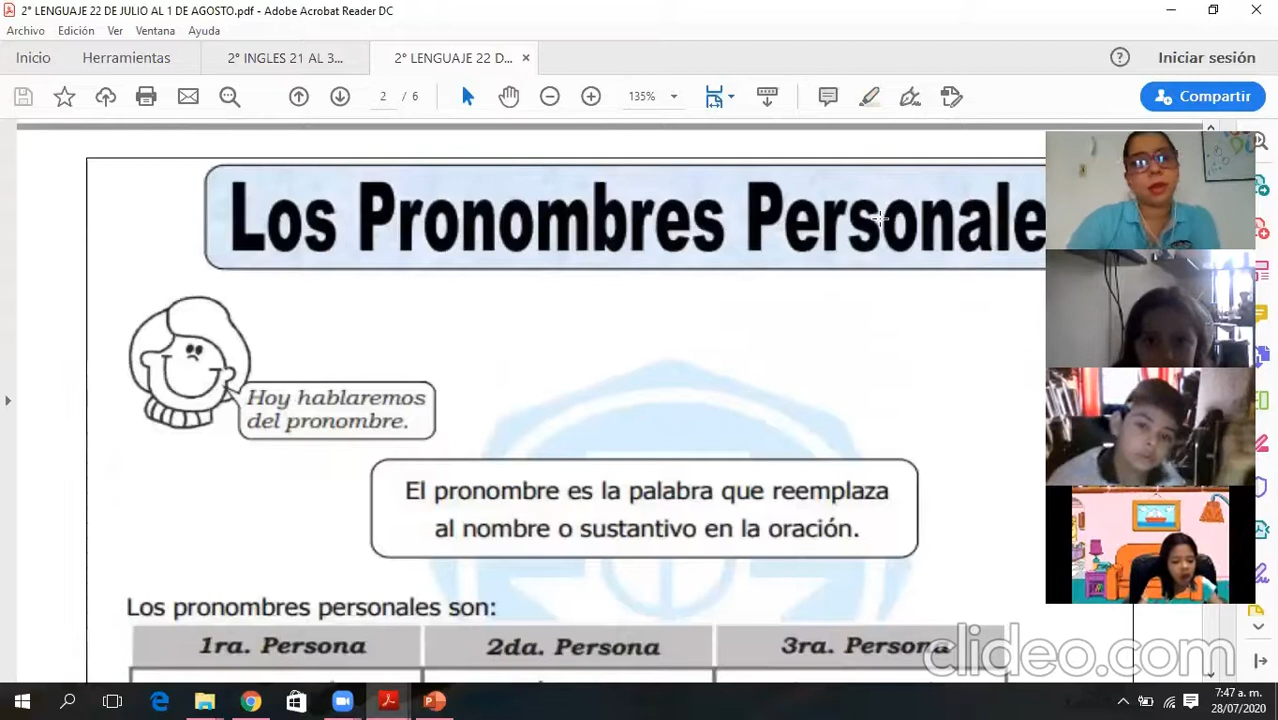 2° LENGUAJE 22 DE JULIO AL 1 DE AGOSTO.pdf - Adobe Acrobat Reader DC
Archivo Edición Ver Ventana Ayuda
Inicio Herramientas 2° INGLES 21 AL 3... 2° LENGUAJE 22 D... Iniciar sesión
2 / 6 135% Compartir
Los Pronombres Personale
Hoy hablaremos
del pronombre.
El pronombre es la palabra que reemplaza
al nombre o sustantivo en la oración.
Los pronombres personales son:
1ra. Persona 2da. Persona 3ra. Persona
clideo.com
7:47 a. m.
28/07/2020